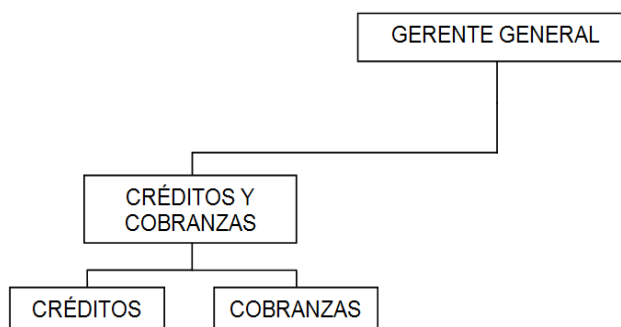 GERENTE GENERAL
CRÉDITOS Y
COBRANZAS
CRÉDITOS
COBRANZAS